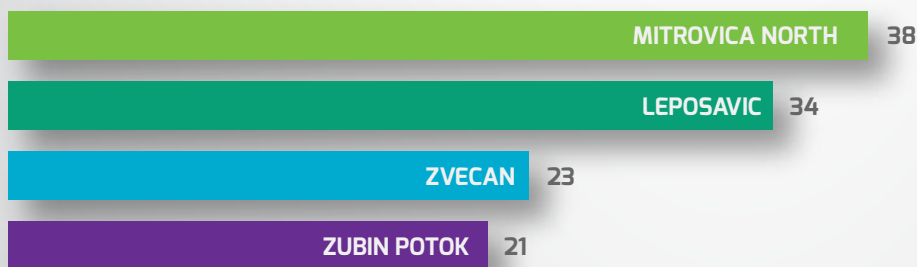 MITROVICA NORTH 38
LEPOSAVIC 34
ZVECAN 23
ZUBIN POTOK 21